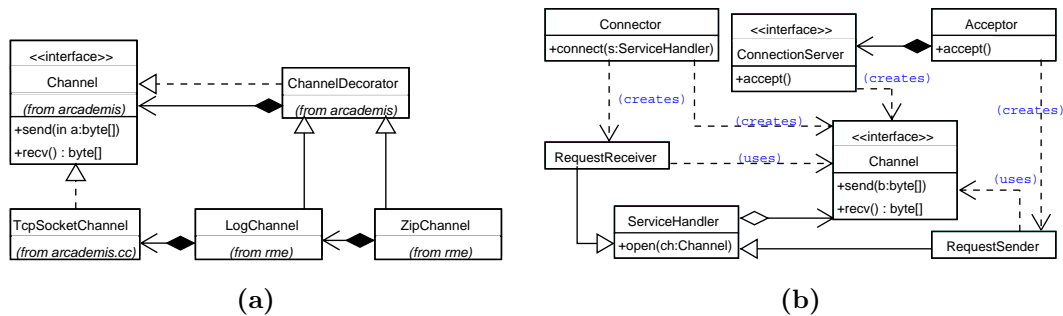 <<interface>>
Channel
(from arcademis)
+send(in a:byte[])
+recv() : byte[]
ChannelDecorator
(from arcademis)
TcpSocketChannel
(from arcademis.cc)
LogChannel
(from rme)
ZipChannel
(from rme)
(a)
Connector
+connect(s:ServiceHandler)
<<interface>>
ConnectionServer
+accept()
Acceptor
+accept()
(creates)
(creates)
(creates)
(creates)
RequestReceiver
(uses)
<<interface>>
Channel
+send(b:byte[])
+recv() : byte[]
(uses)
ServiceHandler
+open(ch:Channel)
RequestSender
(b)